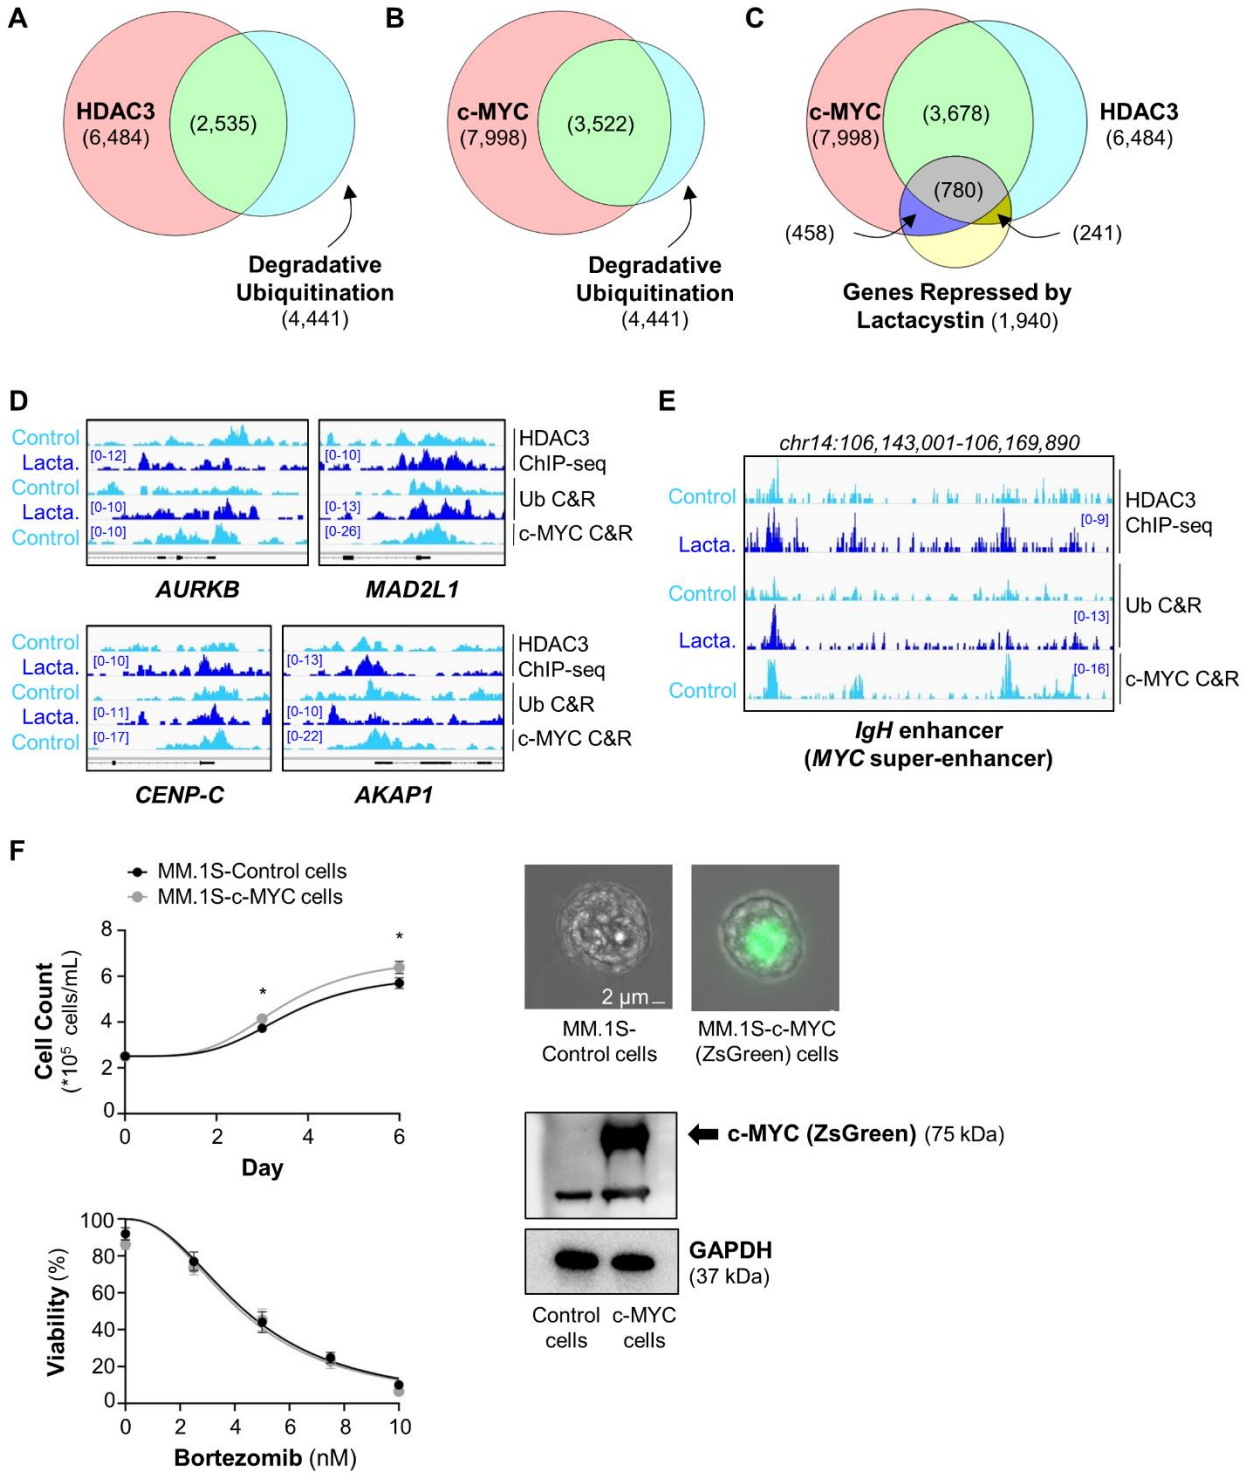 A
HDAC3
(6,484)
(2,535)
Degradative
Ubiquitination
(4,441)
B
c-MYC
(7,998)
(3,522)
Degradative
Ubiquitination
(4,441)
C
c-MYC
(7,998)
(3,678)
HDAC3
(6,484)
(780)
(458)
(241)
Genes Repressed by
Lactacystin (1,940)
D
Control
Lacta.
Control
Lacta.
Control
[0-12]
[0-10]
[0-10]
[0-10]
[0-13]
[0-26]
HDAC3
ChIP-seq
Ub C&R
c-MYC C&R
AURKB
MAD2L1
Control
Lacta.
Control
Lacta.
Control
[0-10]
[0-11]
[0-17]
[0-13]
[0-10]
[0-22]
HDAC3
ChIP-seq
Ub C&R
c-MYC C&R
CENP-C
AKAP1
E
chr14:106,143,001-106,169,890
Control
Lacta.
Control
Lacta.
Control
[0-9]
[0-13]
[0-16]
HDAC3
ChIP-seq
Ub C&R
c-MYC C&R
IgH enhancer
(MYC super-enhancer)
F
MM.1S-Control cells
MM.1S-c-MYC cells
Cell Count
(*10⁵ cells/mL)
8
6
4
2
0
*
*
0 2 4 6
Day
Viability (%)
100
80
60
40
20
0
0 2 4 6 8 10
Bortezomib (nM)
2 µm
MM.1S-
Control cells
MM.1S-c-MYC
(ZsGreen) cells
c-MYC (ZsGreen) (75 kDa)
GAPDH
(37 kDa)
Control
cells
c-MYC
cells